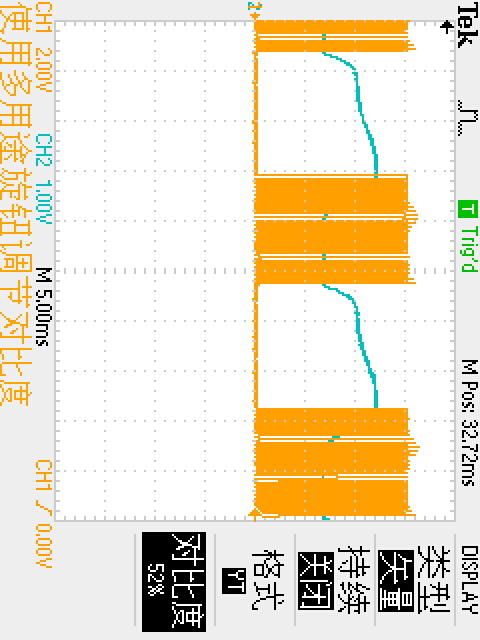 Tek Trig'd M Pos: 32.72ms DISPLAY
类型
矢量
持续
关闭
格式
YT
对比度
52%
2
CH1 2.00V CH2 1.00V M 5.00ms CH1 0.00V
使用多用途旋钮调节对比度